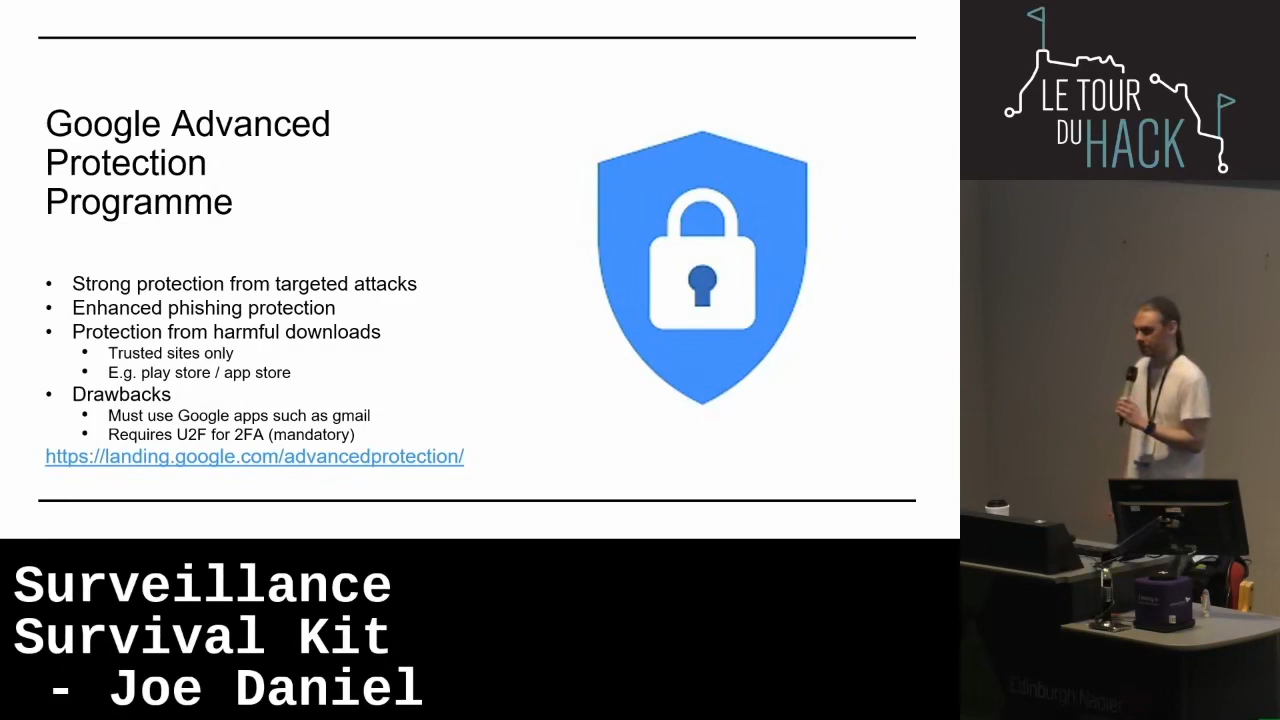 Google Advanced
Protection
Programme
• Strong protection from targeted attacks
• Enhanced phishing protection
• Protection from harmful downloads
• Trusted sites only
• E.g. play store / app store
• Drawbacks
• Must use Google apps such as gmail
• Requires U2F for 2FA (mandatory)
https://landing.google.com/advancedprotection/
LE TOUR
DU HACK
Edinburgh Napier
Surveillance
Survival Kit
- Joe Daniel